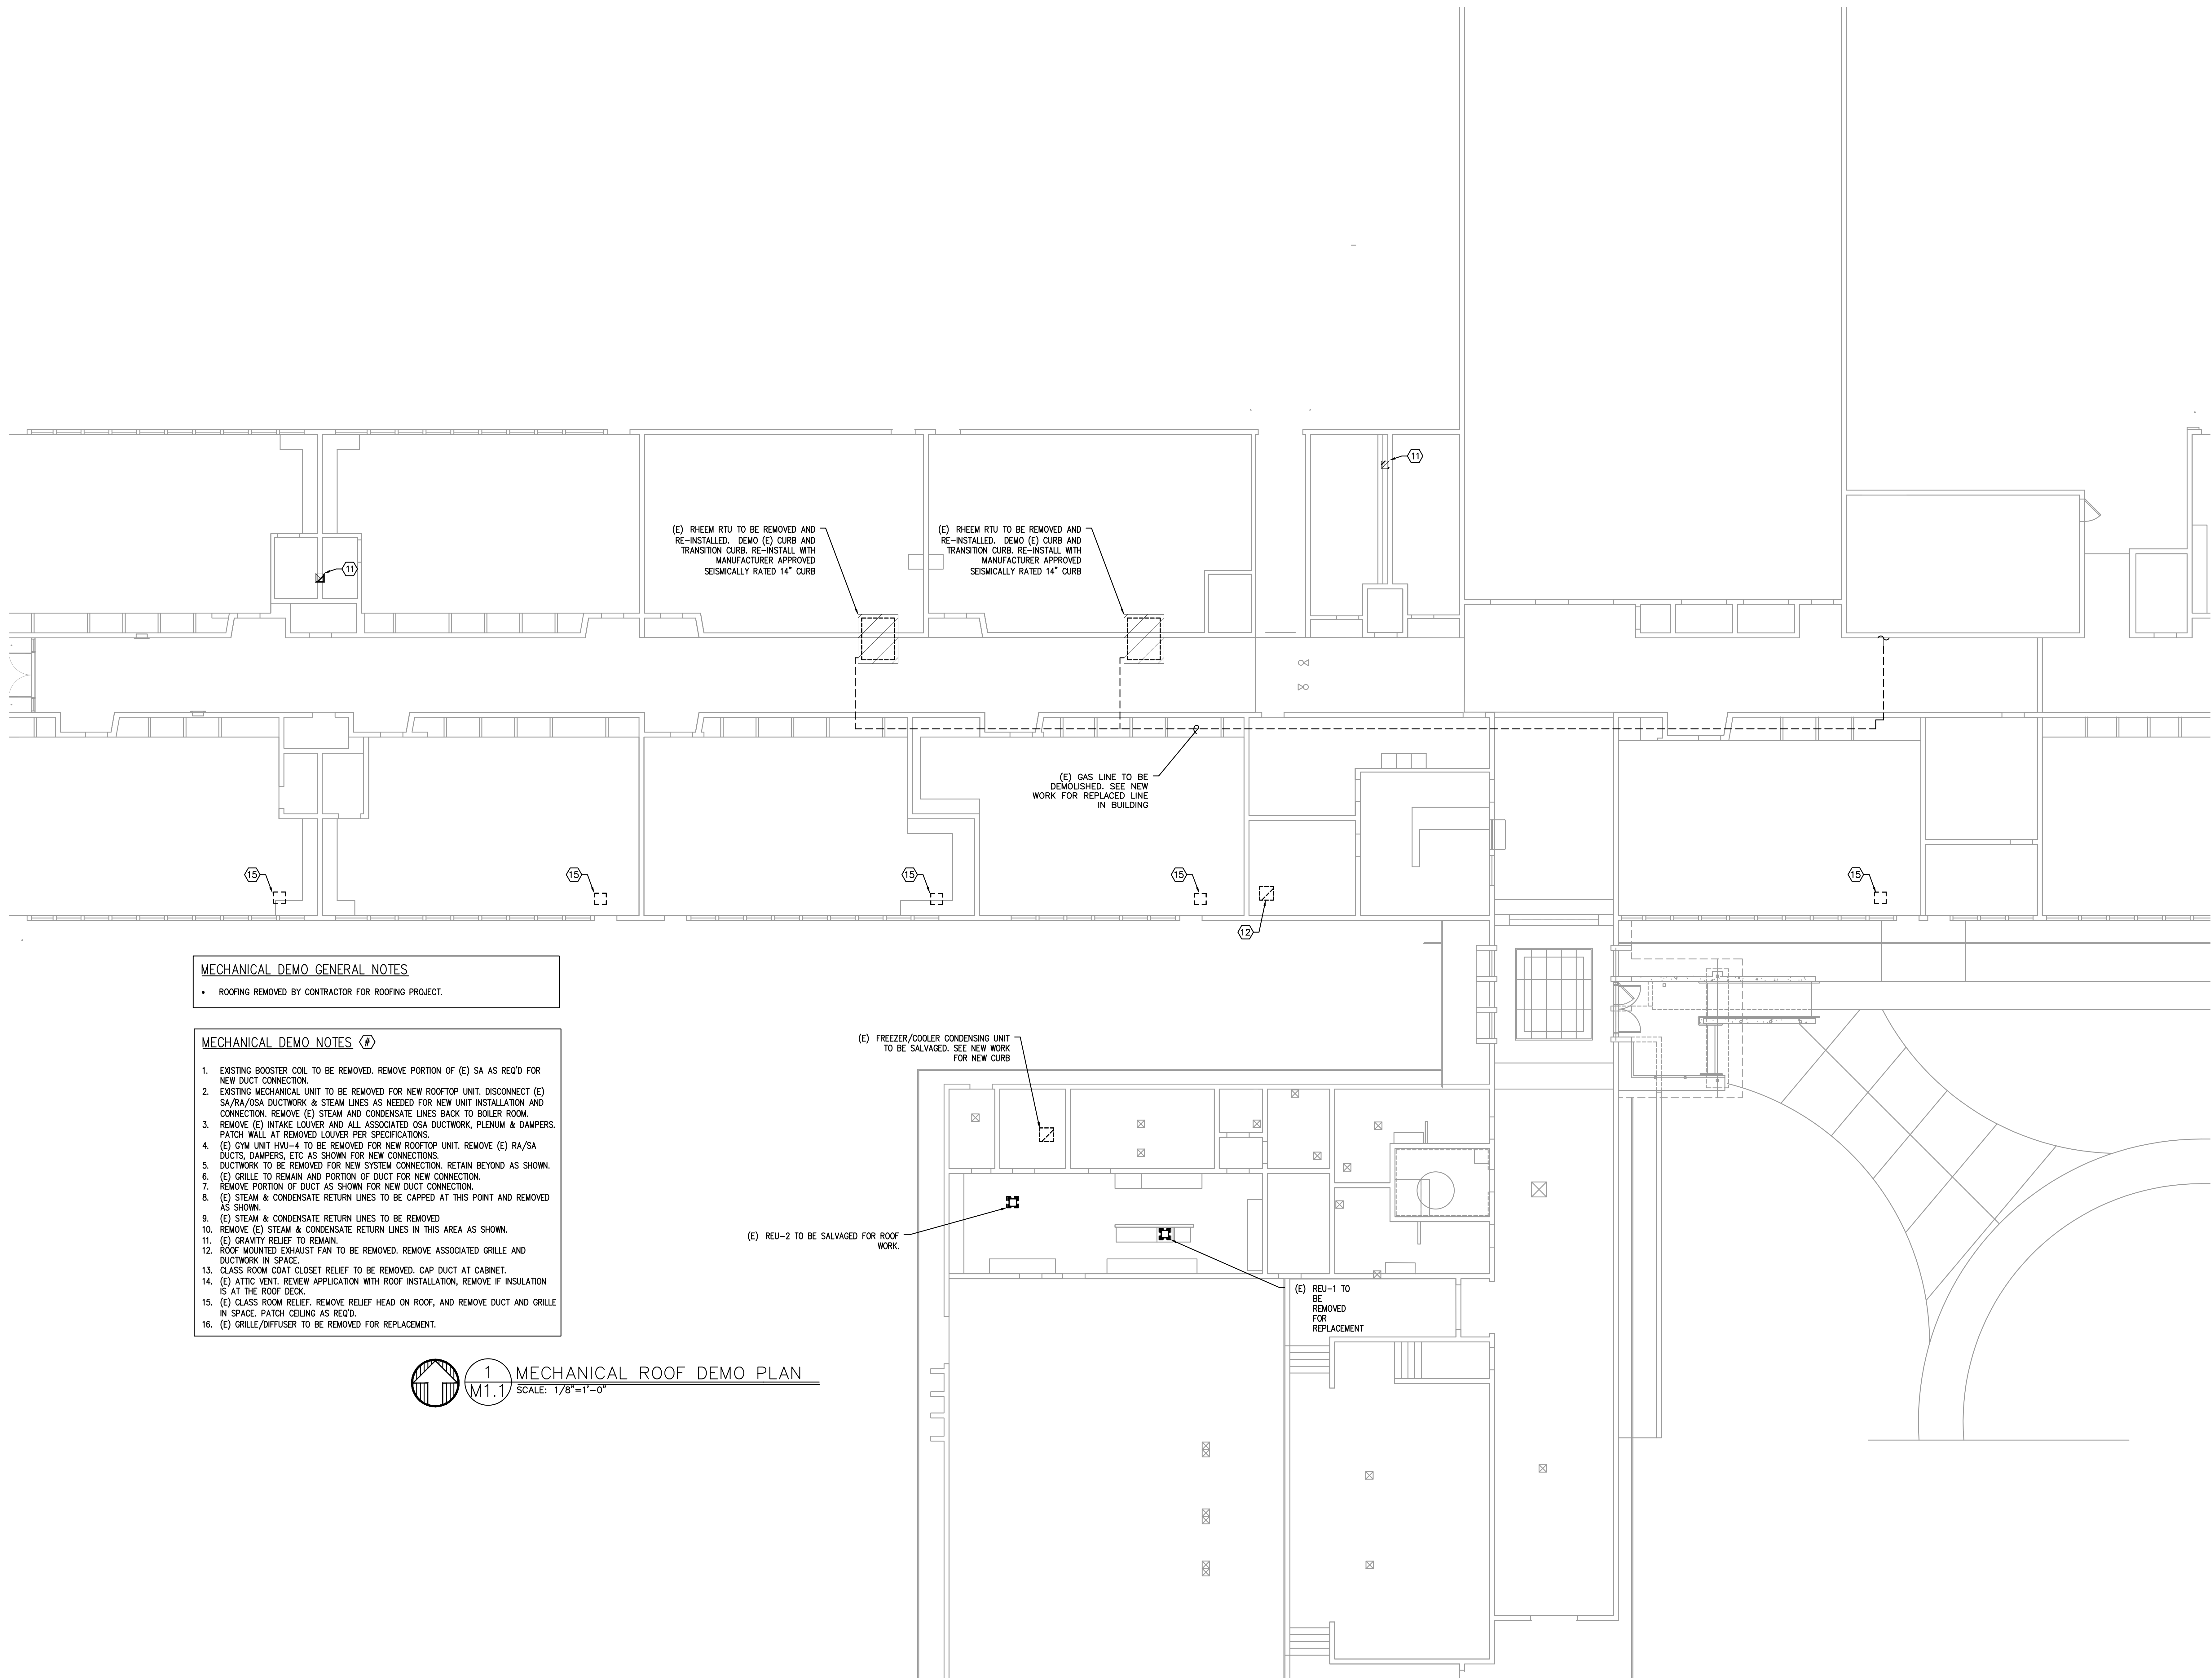 11
(E) RHEEM RTU TO BE REMOVED AND
RE-INSTALLED. DEMO (E) CURB AND
TRANSITION CURB. RE-INSTALL WITH
MANUFACTURER APPROVED
SEISMICALLY RATED 14" CURB
(E) RHEEM RTU TO BE REMOVED AND
RE-INSTALLED. DEMO (E) CURB AND
TRANSITION CURB. RE-INSTALL WITH
MANUFACTURER APPROVED
SEISMICALLY RATED 14" CURB
11
(E) GAS LINE TO BE
DEMOLISHED. SEE NEW
WORK FOR REPLACED LINE
IN BUILDING
15
15
15
15
15
12
MECHANICAL DEMO GENERAL NOTES
• ROOFING REMOVED BY CONTRACTOR FOR ROOFING PROJECT.
MECHANICAL DEMO NOTES #
1. EXISTING BOOSTER COIL TO BE REMOVED. REMOVE PORTION OF (E) SA AS REQ'D FOR
NEW DUCT CONNECTION.
2. EXISTING MECHANICAL UNIT TO BE REMOVED FOR NEW ROOFTOP UNIT. DISCONNECT (E)
SA/RA/OSA DUCTWORK & STEAM LINES AS NEEDED FOR NEW UNIT INSTALLATION AND
CONNECTION. REMOVE (E) STEAM AND CONDENSATE LINES BACK TO BOILER ROOM.
3. REMOVE (E) INTAKE LOUVER AND ALL ASSOCIATED OSA DUCTWORK, PLENUM & DAMPERS.
PATCH WALL AT REMOVED LOUVER PER SPECIFICATIONS.
4. (E) GYM UNIT HVU-4 TO BE REMOVED FOR NEW ROOFTOP UNIT. REMOVE (E) RA/SA
DUCTS, DAMPERS, ETC AS SHOWN FOR NEW CONNECTIONS.
5. DUCTWORK TO BE REMOVED FOR NEW SYSTEM CONNECTION. RETAIN BEYOND AS SHOWN.
6. (E) GRILLE TO REMAIN AND PORTION OF DUCT FOR NEW CONNECTION.
7. REMOVE PORTION OF DUCT AS SHOWN FOR NEW DUCT CONNECTION.
8. (E) STEAM & CONDENSATE RETURN LINES TO BE CAPPED AT THIS POINT AND REMOVED
AS SHOWN.
9. (E) STEAM & CONDENSATE RETURN LINES TO BE REMOVED
10. REMOVE (E) STEAM & CONDENSATE RETURN LINES IN THIS AREA AS SHOWN.
11. (E) GRAVITY RELIEF TO REMAIN.
12. ROOF MOUNTED EXHAUST FAN TO BE REMOVED. REMOVE ASSOCIATED GRILLE AND
DUCTWORK IN SPACE.
13. CLASS ROOM COAT CLOSET RELIEF TO BE REMOVED. CAP DUCT AT CABINET.
14. (E) ATTIC VENT. REVIEW APPLICATION WITH ROOF INSTALLATION, REMOVE IF INSULATION
IS AT THE ROOF DECK.
15. (E) CLASS ROOM RELIEF. REMOVE RELIEF HEAD ON ROOF, AND REMOVE DUCT AND GRILLE
IN SPACE. PATCH CEILING AS REQ'D.
16. (E) GRILLE/DIFFUSER TO BE REMOVED FOR REPLACEMENT.
(E) FREEZER/COOLER CONDENSING UNIT
TO BE SALVAGED. SEE NEW WORK
FOR NEW CURB
(E) REU-2 TO BE SALVAGED FOR ROOF
WORK.
(E) REU-1 TO
BE
REMOVED
FOR
REPLACEMENT
1
M1.1
MECHANICAL ROOF DEMO PLAN
SCALE: 1/8"=1'-0"